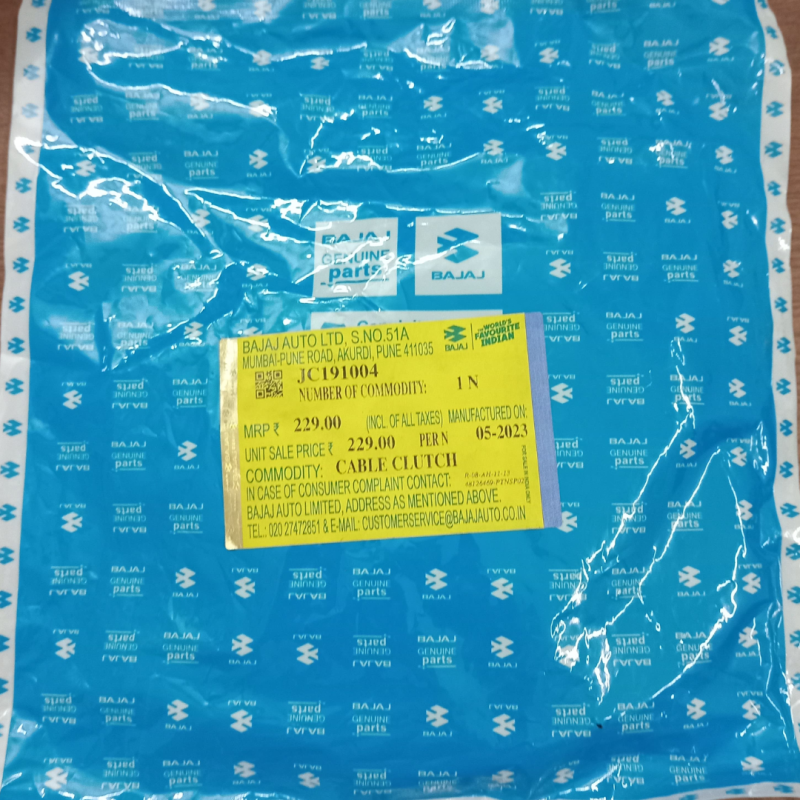 BAJAJ
GENUINE
parts
BAJAJ
BAJAJ AUTO LTD, S.NO.51A
MUMBAI-PUNE ROAD, AKURDI, PUNE 411035
BAJAJ
THE WORLD'S
FAVOURITE
INDIAN
JC191004
NUMBER OF COMMODITY: 1 N
MRP ₹ 229.00 (INCL. OF ALL TAXES) MANUFACTURED ON:
UNIT SALE PRICE ₹ 229.00 PER N 05-2023
COMMODITY: CABLE CLUTCH
IN CASE OF CONSUMER COMPLAINT CONTACT:
BAJAJ AUTO LIMITED, ADDRESS AS MENTIONED ABOVE.
TEL.: 020 27472851 & E-MAIL: CUSTOMERSERVICE@BAJAJAUTO.CO.IN